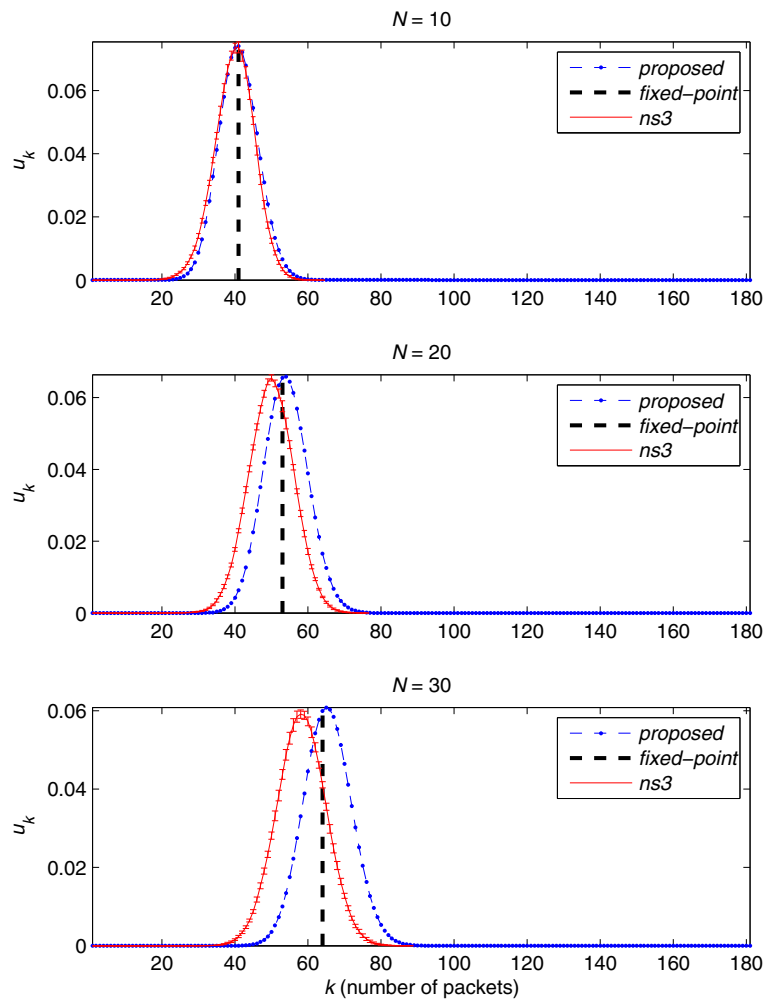 N = 10
0.06
0.04
0.02
0
u_k
proposed
fixed-point
ns3
20 40 60 80 100 120 140 160 180
N = 20
0.06
0.04
0.02
0
u_k
proposed
fixed-point
ns3
20 40 60 80 100 120 140 160 180
N = 30
0.06
0.04
0.02
0
u_k
proposed
fixed-point
ns3
20 40 60 80 100 120 140 160 180
k (number of packets)